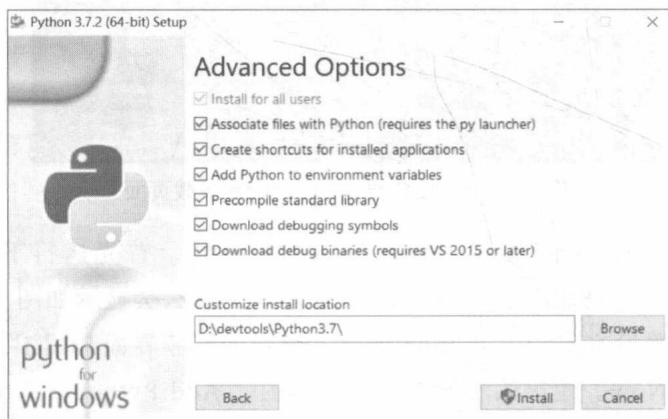 Python 3.7.2 (64-bit) Setup
Advanced Options
Install for all users
Associate files with Python (requires the py launcher)
Create shortcuts for installed applications
Add Python to environment variables
Precompile standard library
Download debugging symbols
Download debug binaries (requires VS 2015 or later)
Customize install location
D:\devtools\Python3.7\
Browse
python
for
windows
Back
Install
Cancel